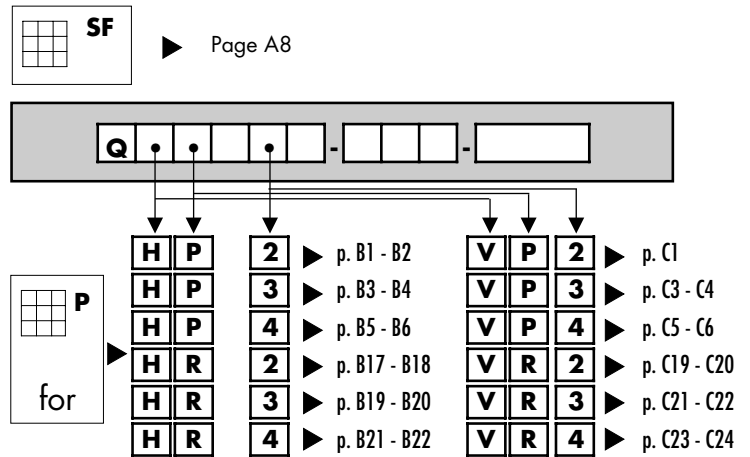 SF
Page A8
Q - -
H P 2 p. B1 - B2 V P 2 p. C1
H P 3 p. B3 - B4 V P 3 p. C3 - C4
P
H P 4 p. B5 - B6 V P 4 p. C5 - C6
H R 2 p. B17 - B18 V R 2 p. C19 - C20
for
H R 3 p. B19 - B20 V R 3 p. C21 - C22
H R 4 p. B21 - B22 V R 4 p. C23 - C24